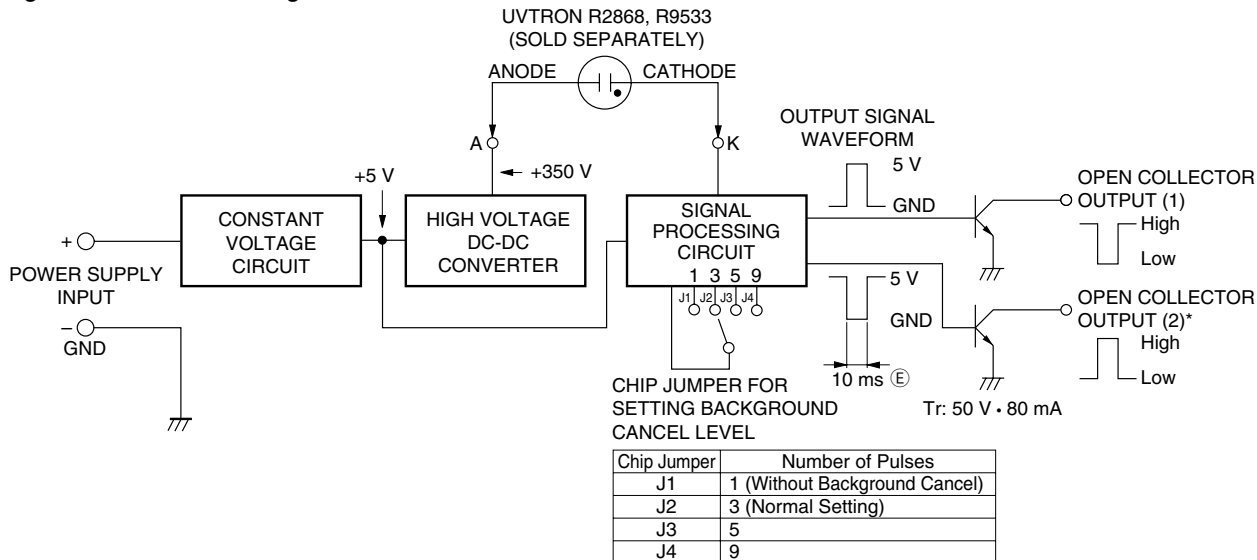 UVTRON R2868, R9533
(SOLD SEPARATELY)
ANODE
CATHODE
A
K
+350 V
+5 V
OUTPUT SIGNAL
WAVEFORM
5 V
GND
OPEN COLLECTOR
OUTPUT (1)
High
Low
CONSTANT
VOLTAGE
CIRCUIT
HIGH VOLTAGE
DC-DC
CONVERTER
SIGNAL
PROCESSING
CIRCUIT
1 3 5 9
J1 J2 J3 J4
+
POWER SUPPLY
INPUT
−
GND
5 V
GND
10 ms Ⓔ
OPEN COLLECTOR
OUTPUT (2)*
High
Low
Tr: 50 V • 80 mA
CHIP JUMPER FOR
SETTING BACKGROUND
CANCEL LEVEL
Chip Jumper Number of Pulses
J1 1 (Without Background Cancel)
J2 3 (Normal Setting)
J3 5
J4 9